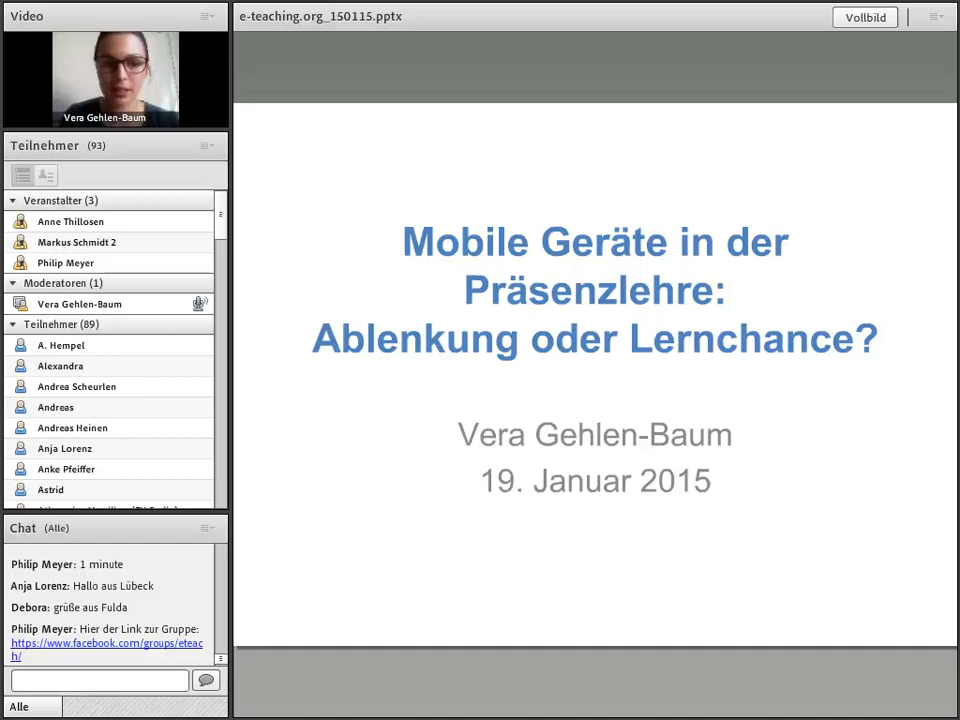 Video
Vera Gehlen-Baum
Teilnehmer (93)
Veranstalter (3)
Anne Thillosen
Markus Schmidt 2
Philip Meyer
Moderatoren (1)
Vera Gehlen-Baum
Teilnehmer (89)
A. Hempel
Alexandra
Andrea Scheurlen
Andreas
Andreas Heinen
Anja Lorenz
Anke Pfeiffer
Astrid
Chat (Alle)
Philip Meyer: 1 minute
Anja Lorenz: Hallo aus Lübeck
Debora: grüße aus Fulda
Philip Meyer: Hier der Link zur Gruppe:
https://www.facebook.com/groups/eteac
h/
Alle
e-teaching.org_150115.pptx
Vollbild
Mobile Geräte in der
Präsenzlehre:
Ablenkung oder Lernchance?
Vera Gehlen-Baum
19. Januar 2015